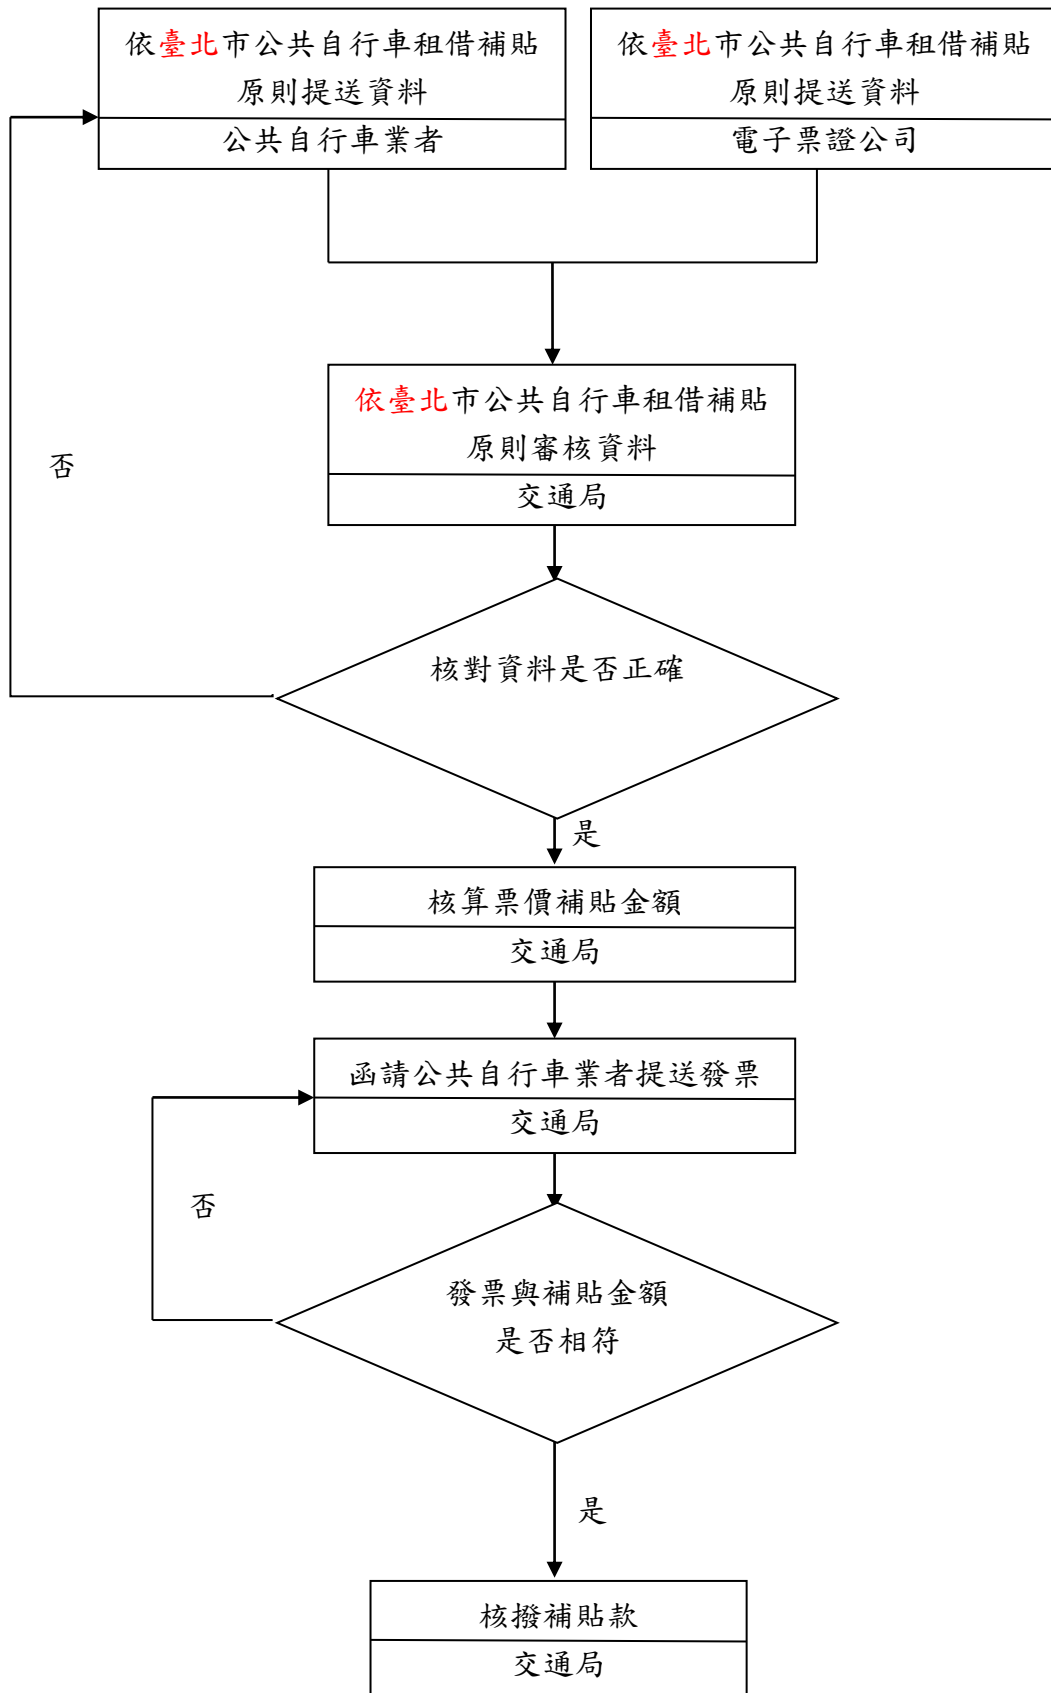 依臺北市公共自行車租借補貼
原則提送資料
公共自行車業者
依臺北市公共自行車租借補貼
原則提送資料
電子票證公司
依臺北市公共自行車租借補貼
原則審核資料
交通局
否
核對資料是否正確
是
核算票價補貼金額
交通局
函請公共自行車業者提送發票
交通局
否
發票與補貼金額
是否相符
是
核撥補貼款
交通局